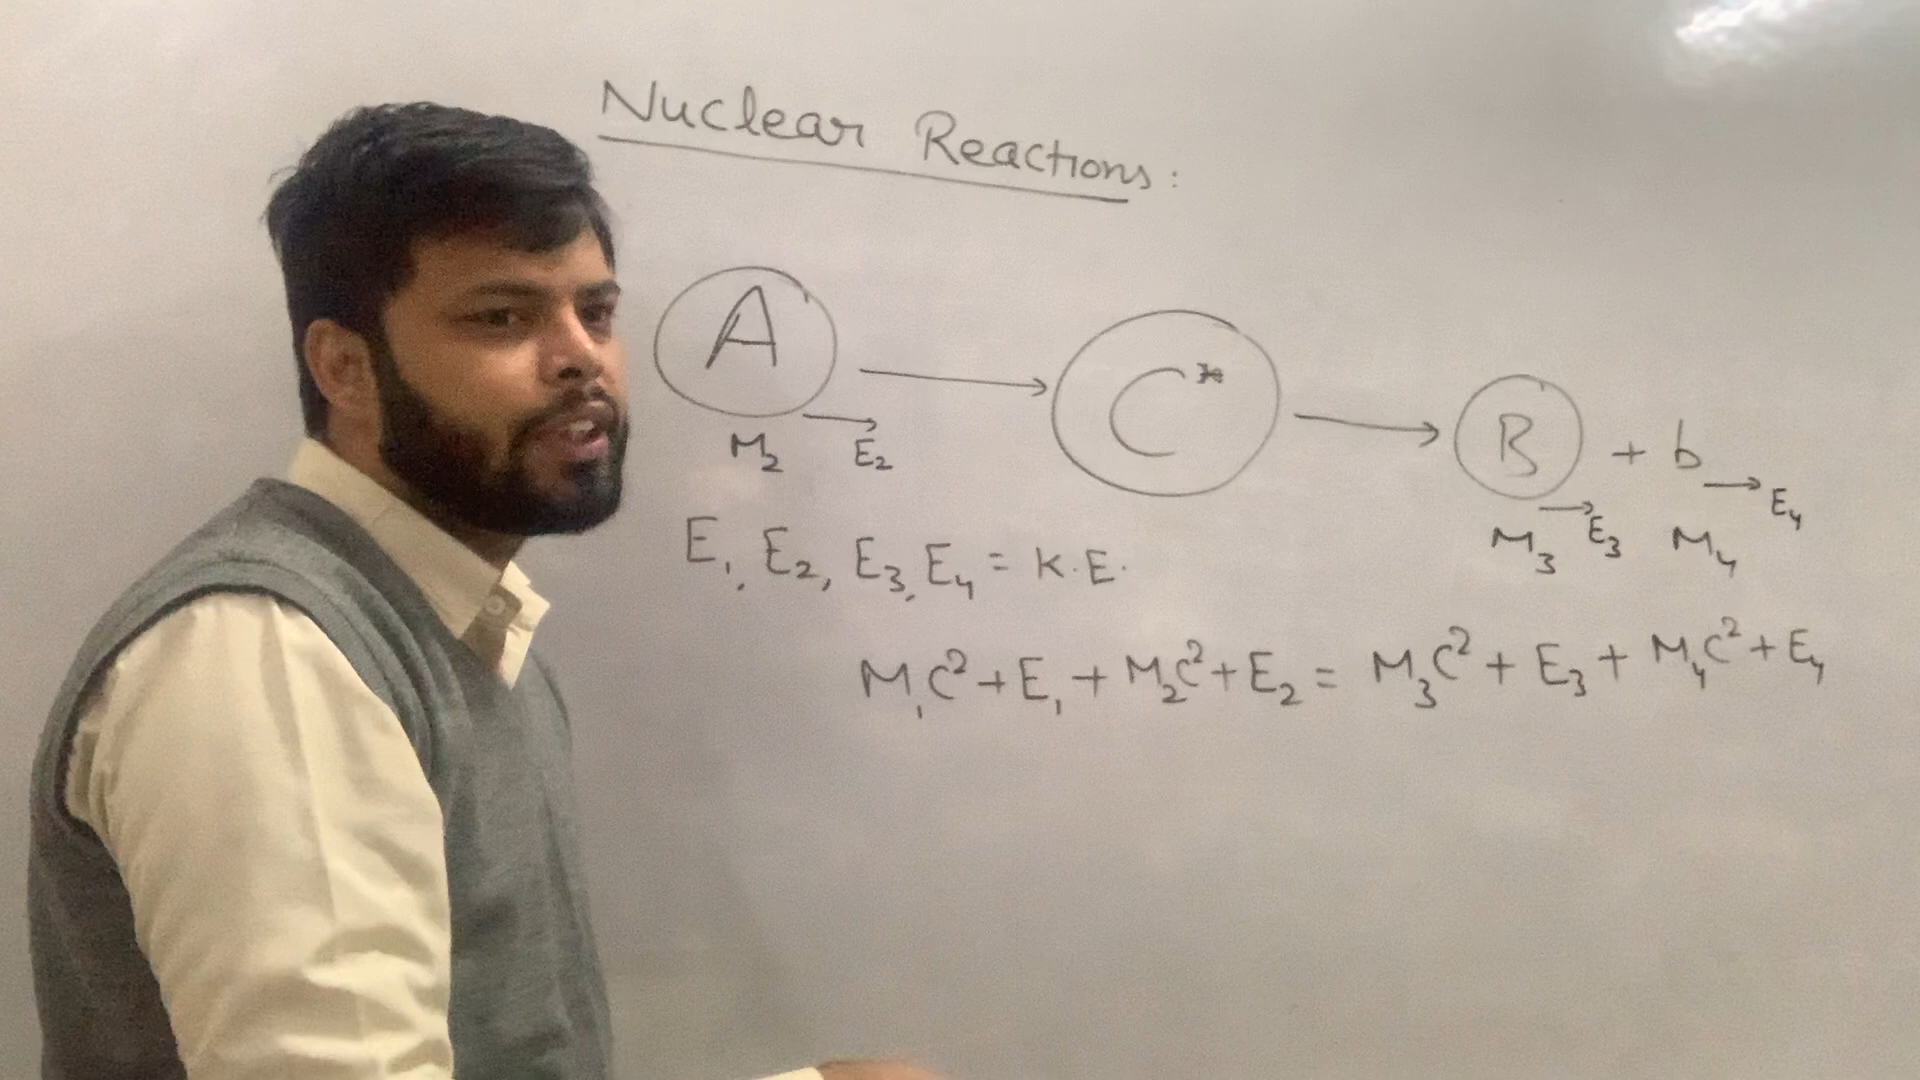 Nuclear Reactions:
A → C* → B + b
M₂ → E₂ M₃ → E₃ M₄ → E₄
E₁, E₂, E₃, E₄ = K.E.
M₁C² + E₁ + M₂C² + E₂ = M₃C² + E₃ + M₄C² + E₄